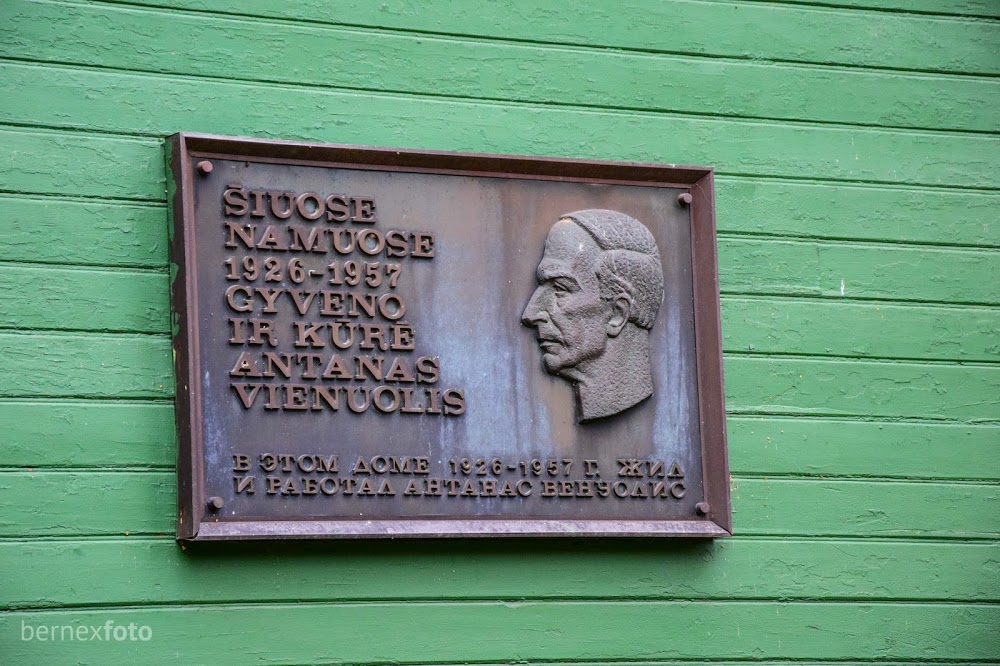 ŠIUOSE
NAMUOSE
1926-1957
GYVENO
IR KŪRĖ
ANTANAS
VIENUOLIS
В ЭТОМ ДОМЕ 1926-1957 Г. ЖИЛ
И РАБОТАЛ АНТАНАС ВЕНУОЛИС
bernexfoto